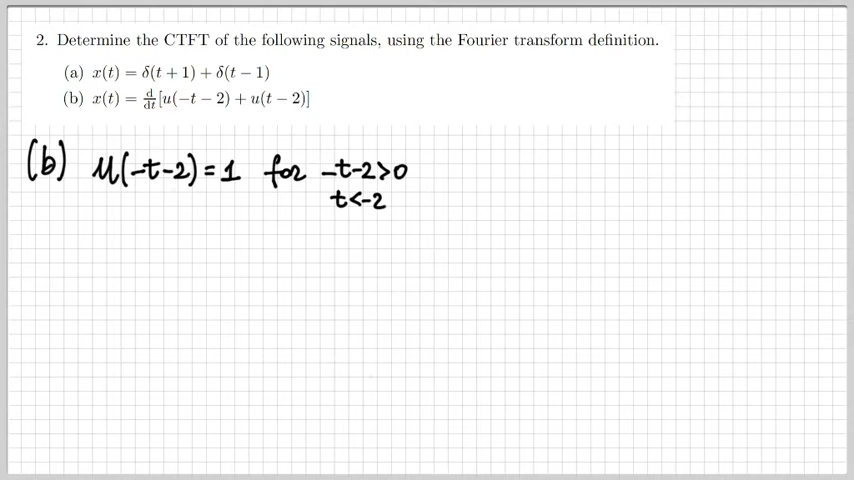 2. Determine the CTFT of the following signals, using the Fourier transform definition.
(a) x(t) = δ(t + 1) + δ(t − 1)
(b) x(t) = d/dt [u(−t − 2) + u(t − 2)]
(b) u(-t-2) = 1 for -t-2>0
t<-2